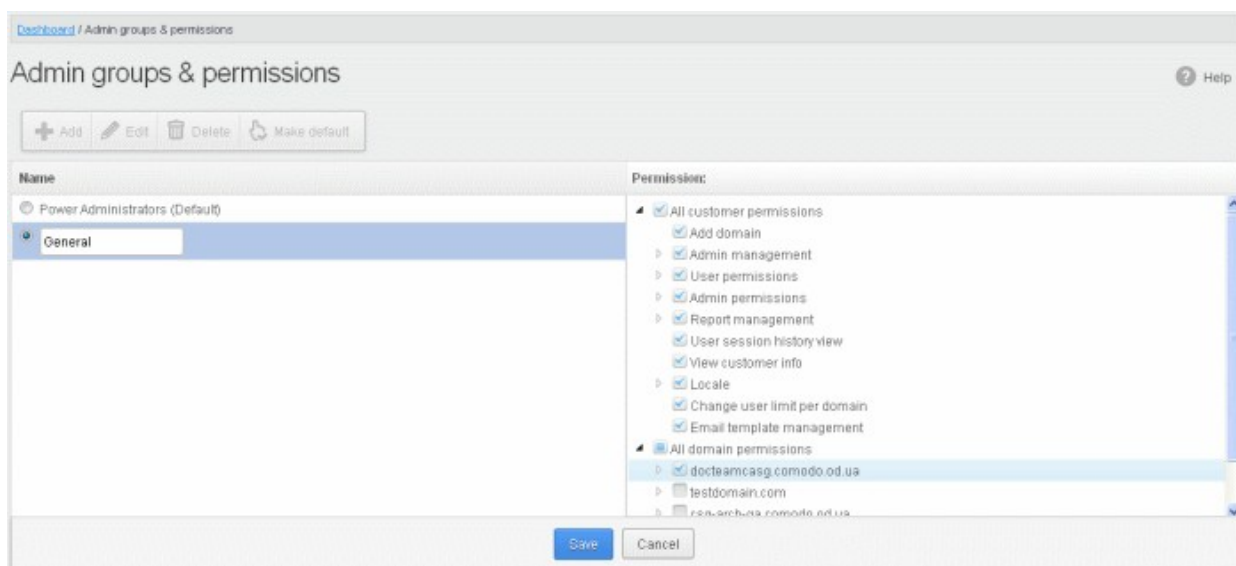 Dashboard / Admin groups & permissions
Admin groups & permissions
Help
Add Edit Delete Make default
Name
Permission:
Power Administrators (Default)
General
All customer permissions
Add domain
Admin management
User permissions
Admin permissions
Report management
User session history view
View customer info
Locale
Change user limit per domain
Email template management
All domain permissions
docteamcasg.comodo.od.ua
testdomain.com
Save Cancel